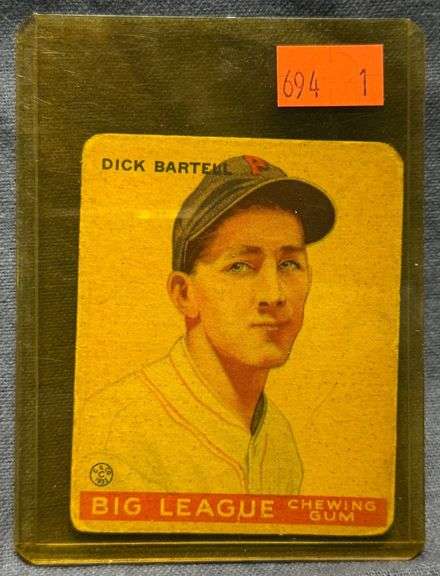 694 1
DICK BARTELL
P
BIG LEAGUE CHEWING
GUM